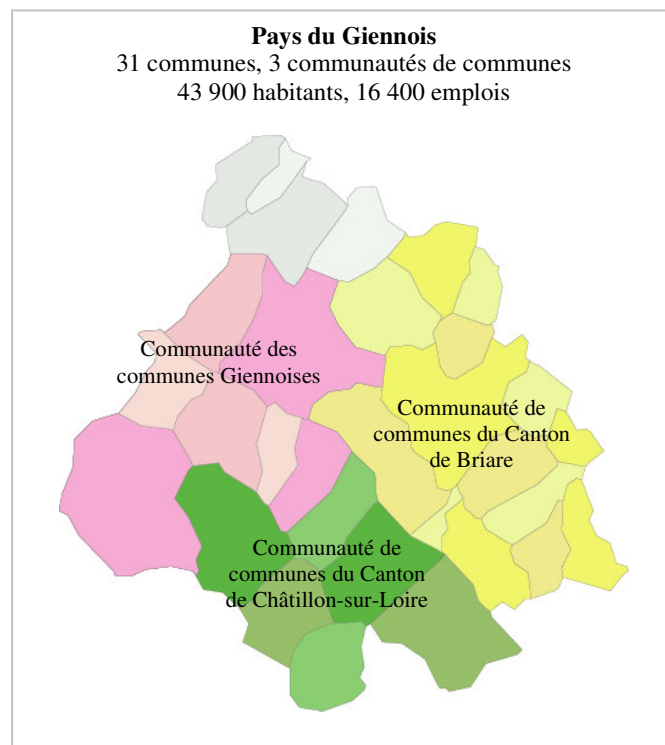 Pays du Giennois
31 communes, 3 communautés de communes
43 900 habitants, 16 400 emplois
Communauté des
communes Giennoises
Communauté de
communes du Canton
de Briare
Communauté de
communes du Canton
de Châtillon-sur-Loire